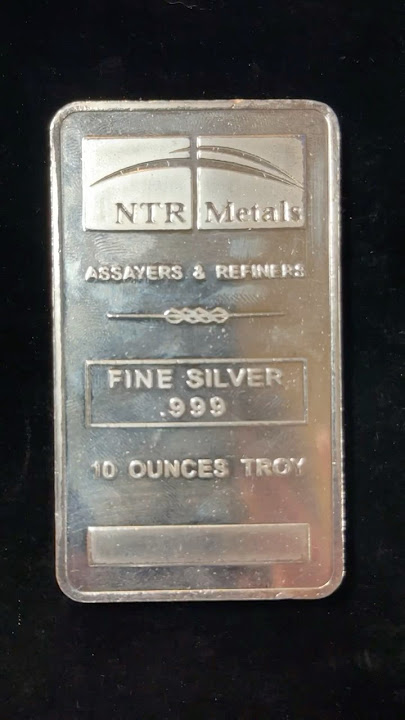 NTR Metals
ASSAYERS & REFINERS
FINE SILVER
.999
10 OUNCES TROY